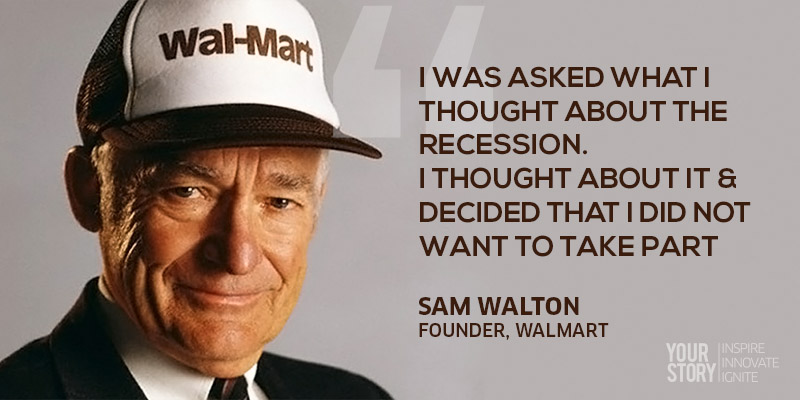 Wal-Mart
“
I WAS ASKED WHAT I
THOUGHT ABOUT THE
RECESSION.
I THOUGHT ABOUT IT &
DECIDED THAT I DID NOT
WANT TO TAKE PART
SAM WALTON
FOUNDER, WALMART
YOUR
STORY
INSPIRE
INNOVATE
IGNITE